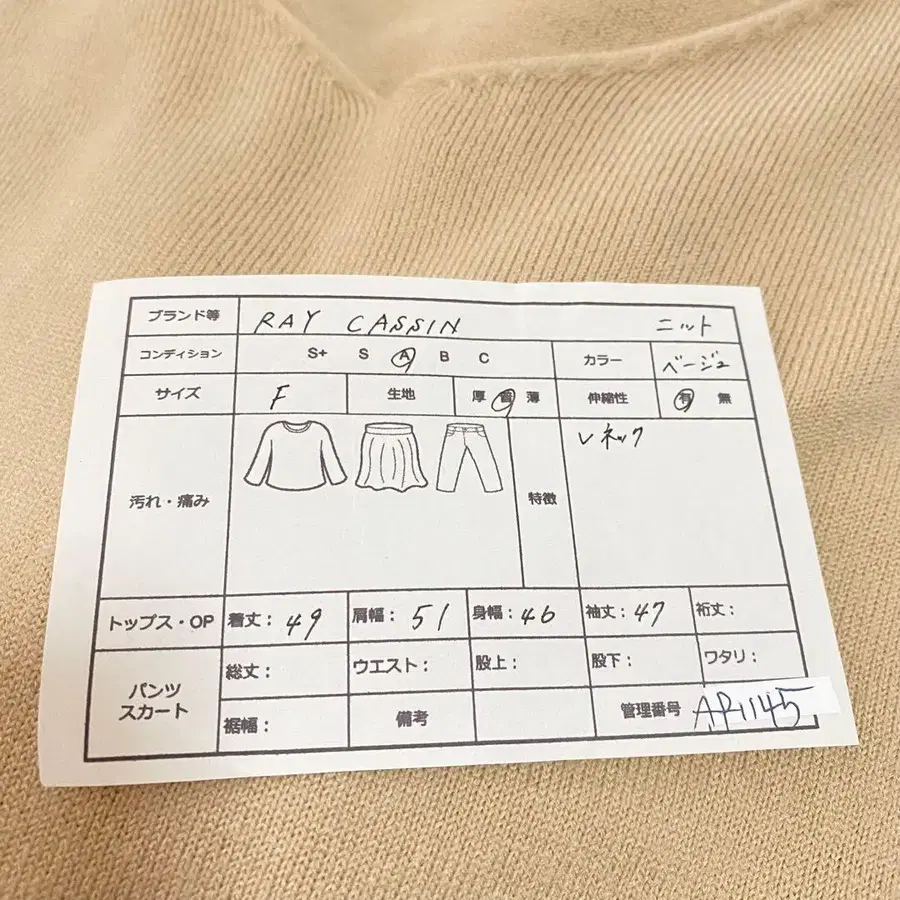 ブランド等 RAY CASSIN ニット
コンディション S+ S A B C カラー ベージュ
サイズ F 生地 厚 普 薄 伸縮性 有 無
汚れ・痛み 特徴 Vネック
トップス・OP 着丈: 49 肩幅: 51 身幅: 46 袖丈: 47 裄丈:
パンツ スカート 総丈: ウエスト: 股上: 股下: ワタリ:
裾幅: 備考 管理番号 AP1145